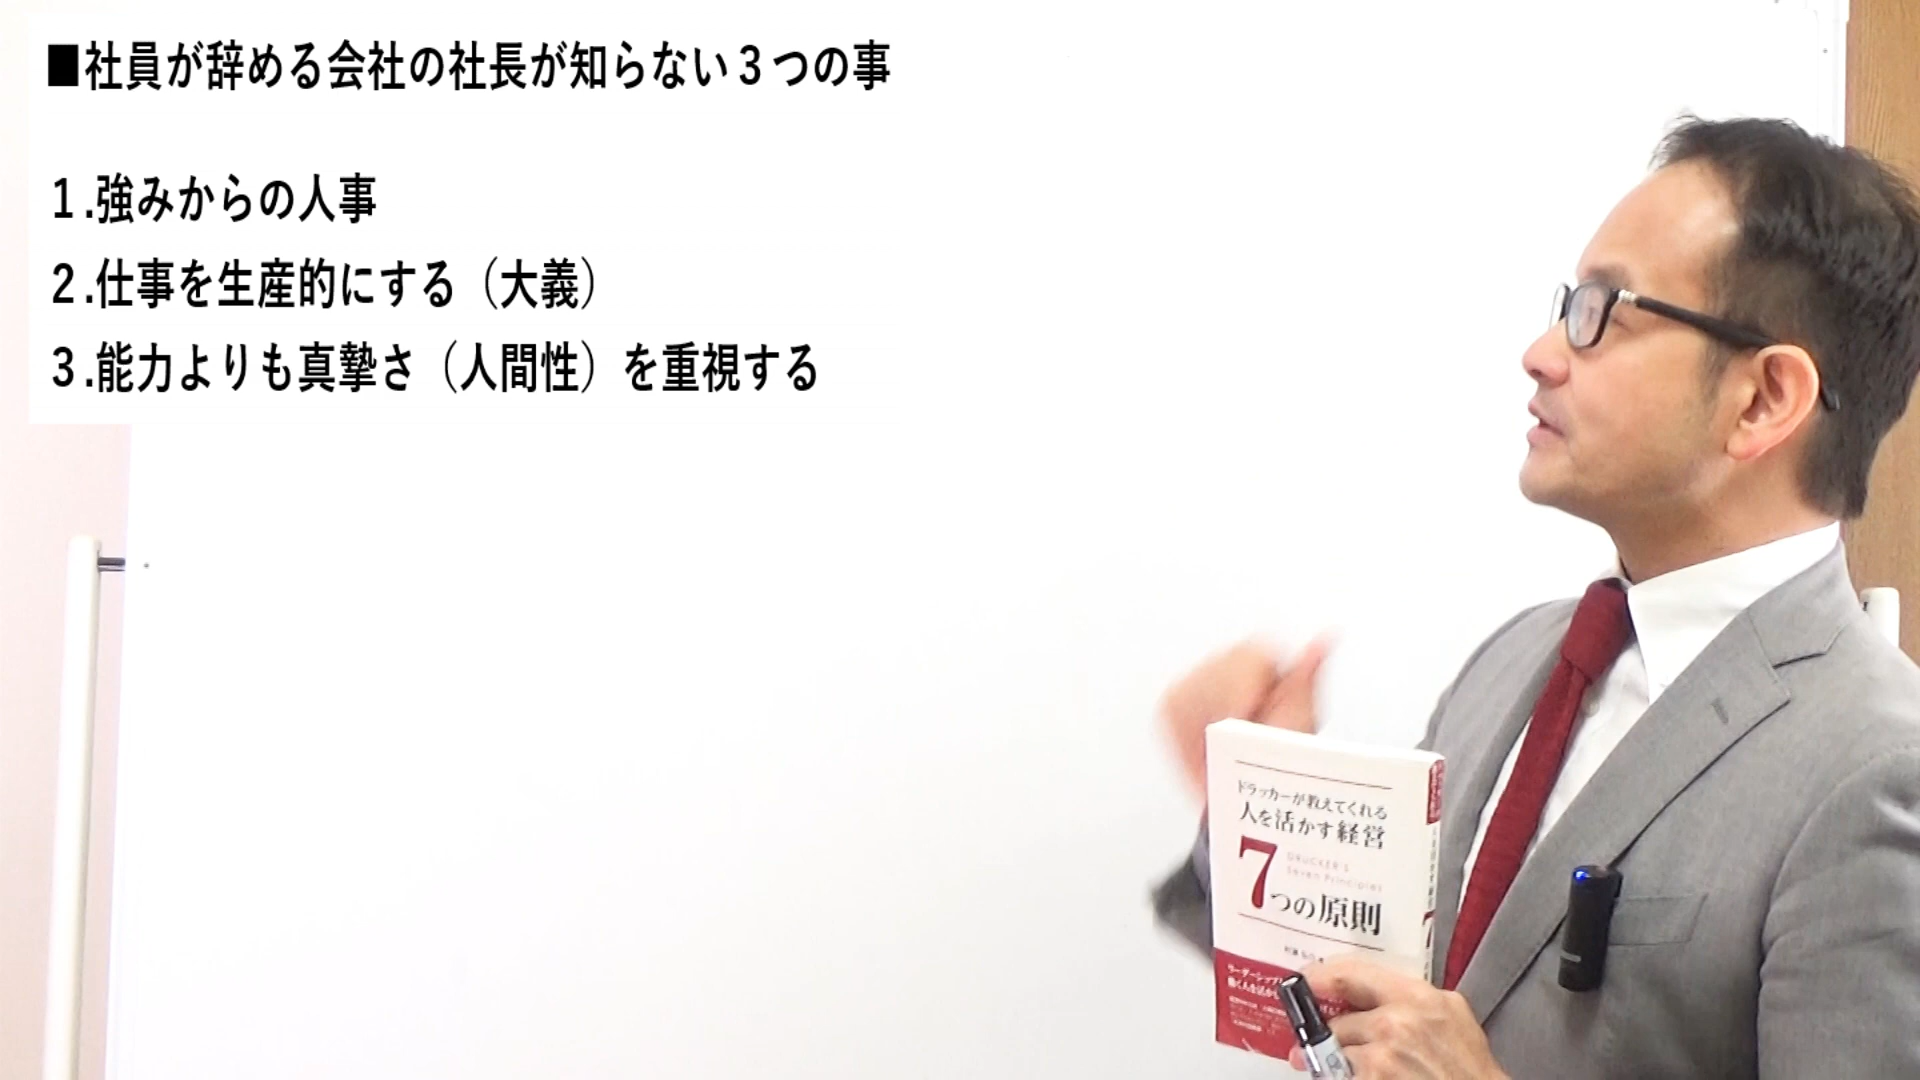 ■社員が辞める会社の社長が知らない３つの事
１.強みからの人事
２.仕事を生産的にする（大義）
３.能力よりも真摯さ（人間性）を重視する
ドラッカーが教えてくれる
人を活かす経営
7つの原則
DRUCKER's
Seven Principles